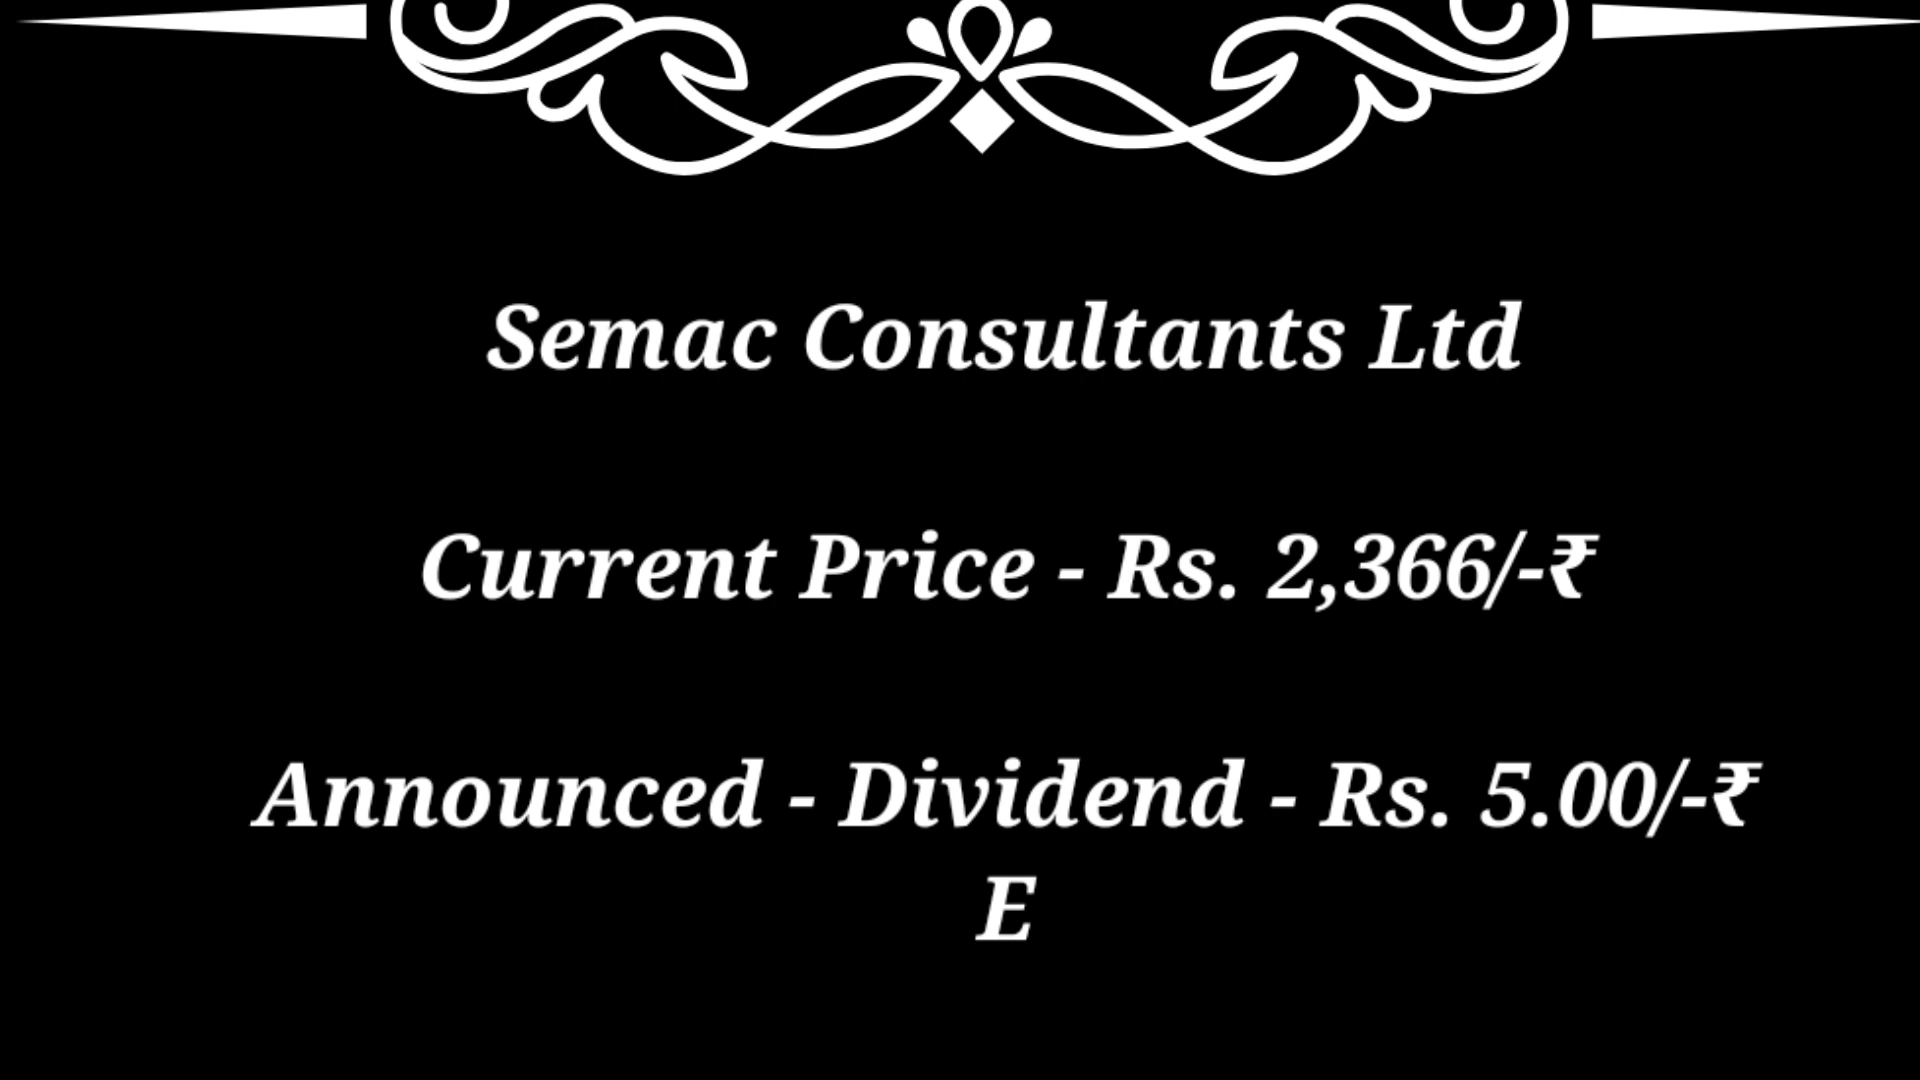 Semac Consultants Ltd
Current Price - Rs. 2,366/-₹
Announced - Dividend - Rs. 5.00/-₹
E